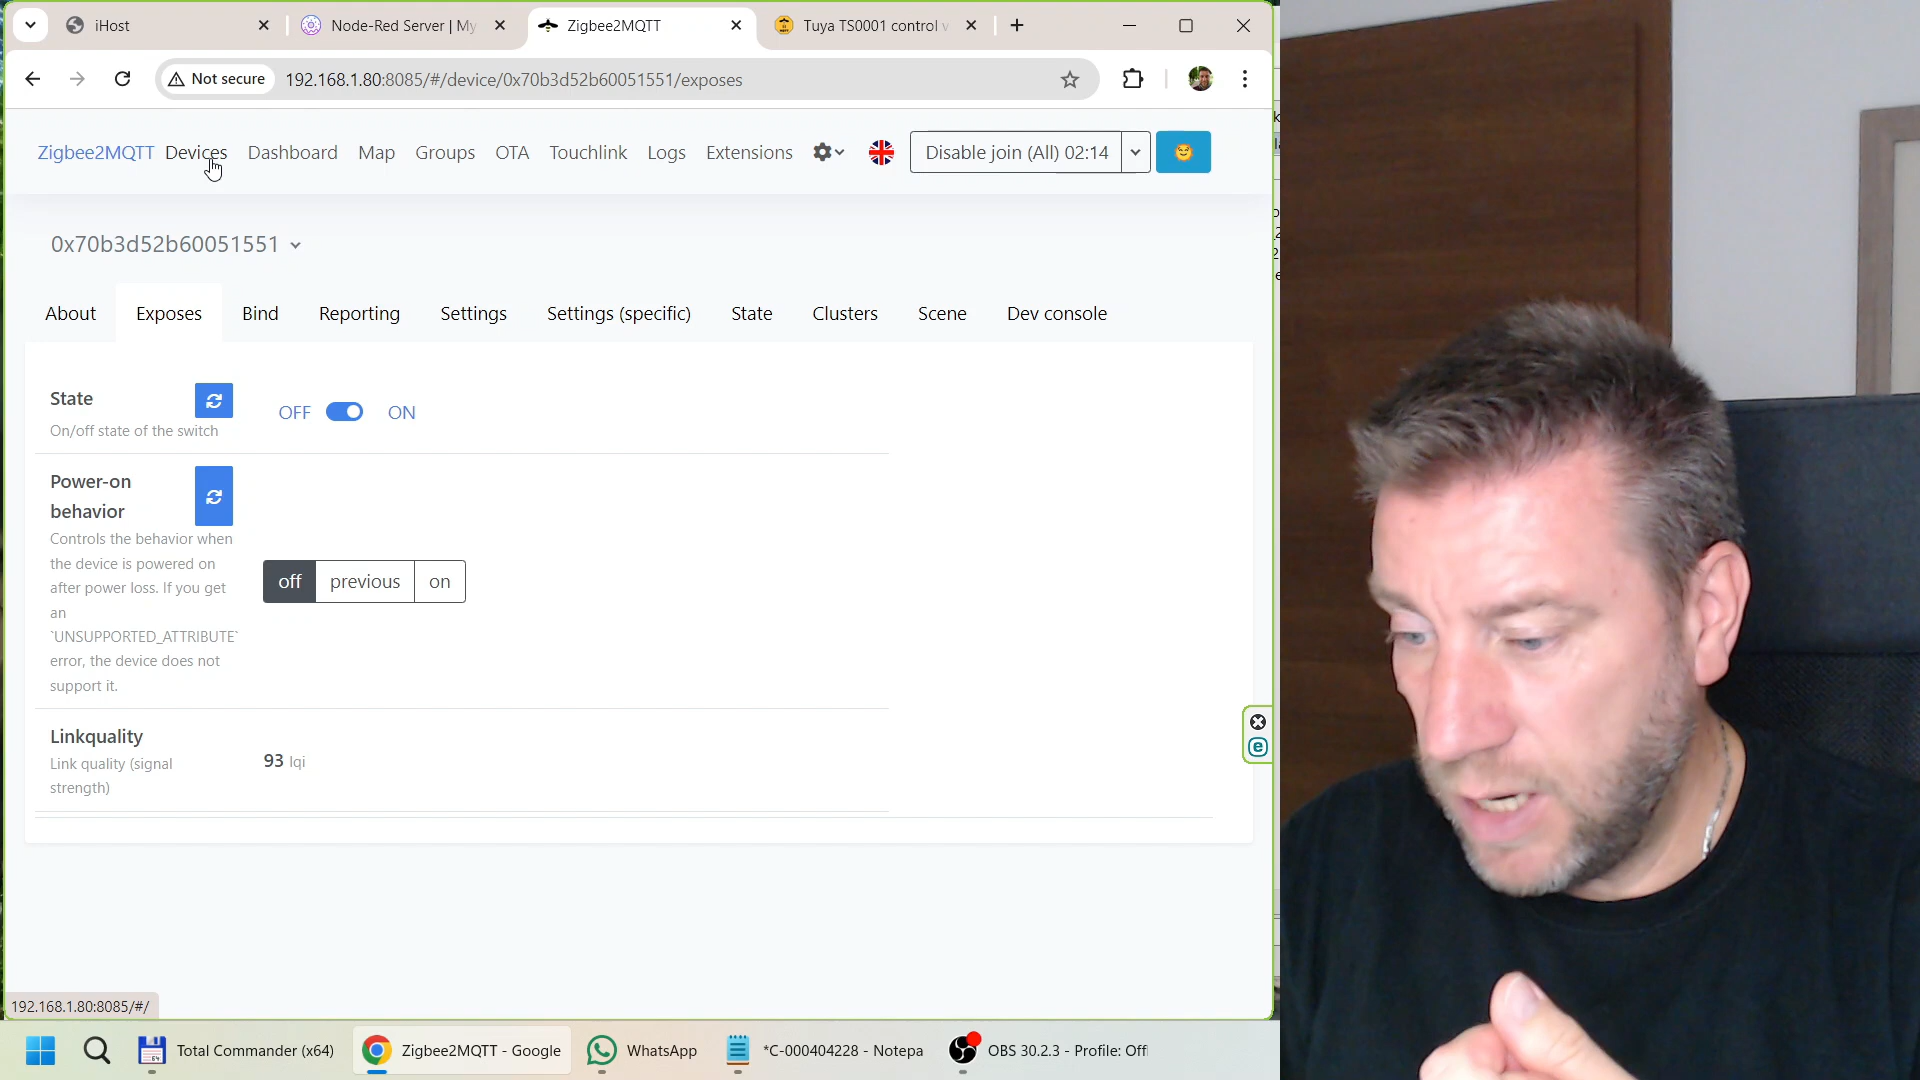 iHost
Node-Red Server | My
Zigbee2MQTT
Tuya TS0001 control v
Not secure
192.168.1.80:8085/#/device/0x70b3d52b60051551/exposes
Zigbee2MQTT Devices Dashboard Map Groups OTA Touchlink Logs Extensions
Disable join (All) 02:14
0x70b3d52b60051551
About Exposes Bind Reporting Settings Settings (specific) State Clusters Scene Dev console
State
On/off state of the switch
OFF ON
Power-on
behavior
Controls the behavior when
the device is powered on
after power loss. If you get
an
`UNSUPPORTED_ATTRIBUTE`
error, the device does not
support it.
off previous on
Linkquality
Link quality (signal
strength)
93 lqi
192.168.1.80:8085/#/
Total Commander (x64)
Zigbee2MQTT - Google
WhatsApp
*C-000404228 - Notepa
OBS 30.2.3 - Profile: Off